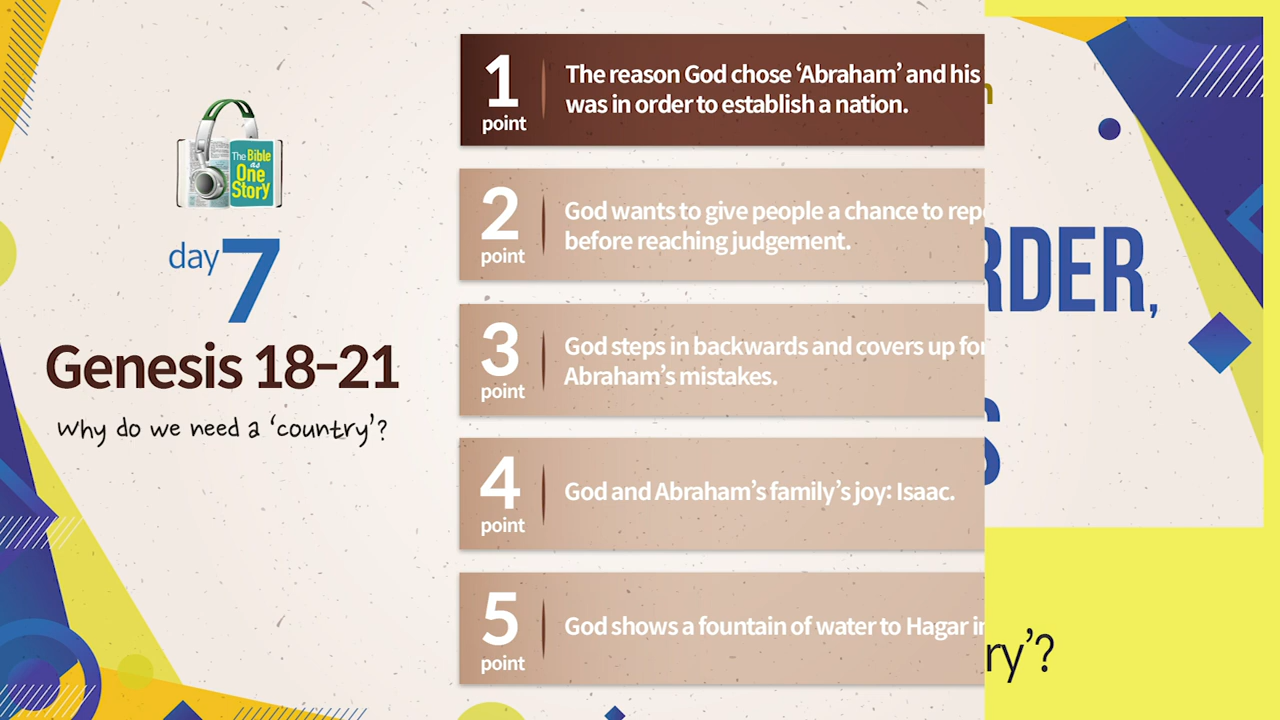 The Bible
as
One
Story
day 7
Genesis 18-21
Why do we need a ‘country’?
1
point
The reason God chose ‘Abraham’ and his
was in order to establish a nation.
2
point
God wants to give people a chance to
before reaching judgement.
3
point
God steps in backwards and covers up for
Abraham’s mistakes.
4
point
God and Abraham’s family’s joy: Isaac.
5
point
God shows a fountain of water to Hagar
RDER,
S
ry’?